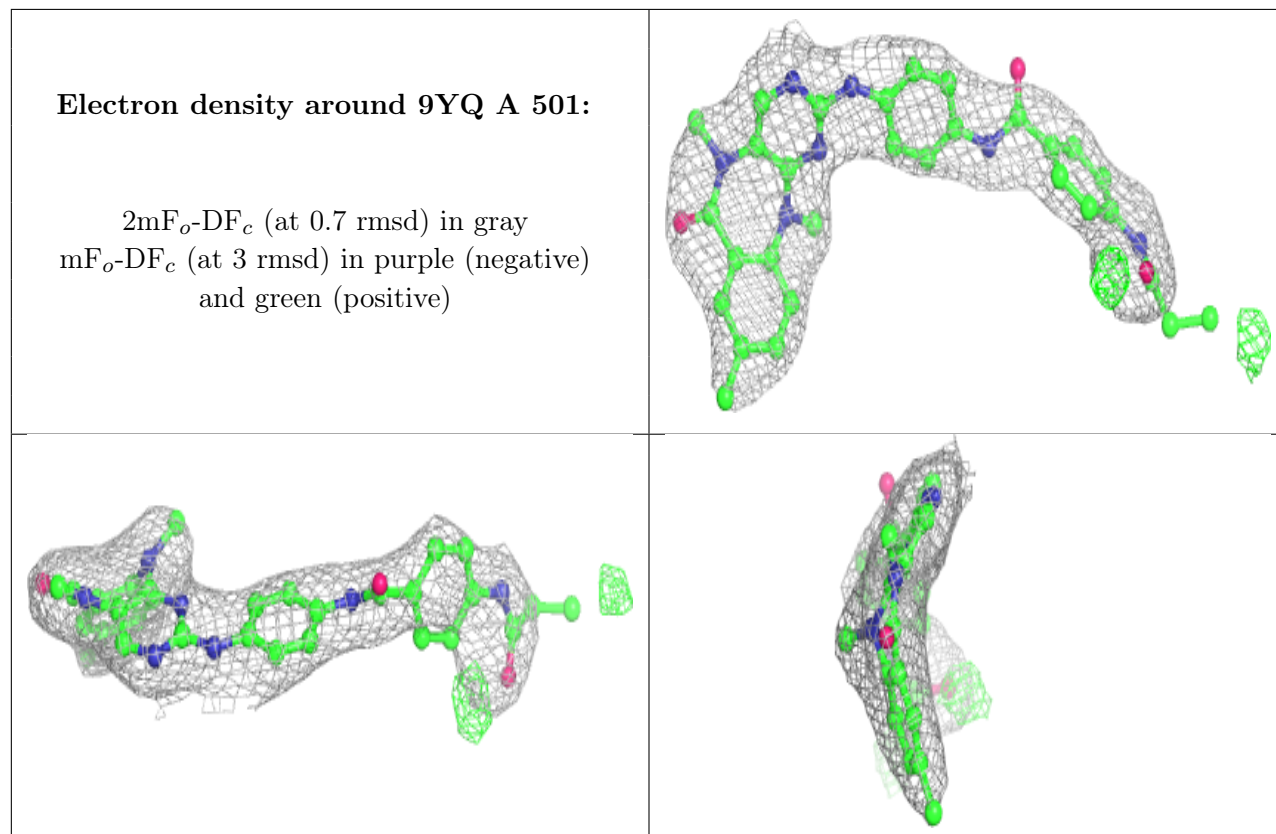 Electron density around 9YQ A 501:
2mFo-DFc (at 0.7 rmsd) in gray
mFo-DFc (at 3 rmsd) in purple (negative)
and green (positive)